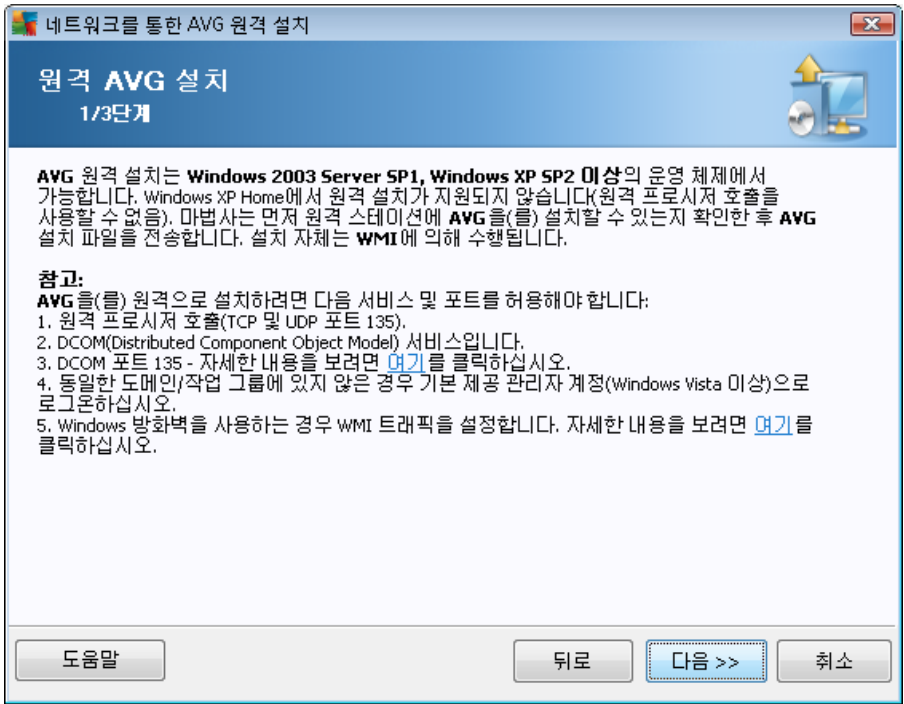 네트워크를 통한 AVG 원격 설치
원격 AVG 설치
1/3단계
AVG 원격 설치는 Windows 2003 Server SP1, Windows XP SP2 이상의 운영 체제에서
가능합니다. Windows XP Home에서 원격 설치가 지원되지 않습니다(원격 프로시저 호출을
사용할 수 없음). 마법사는 먼저 원격 스테이션에 AVG을(를) 설치할 수 있는지 확인한 후 AVG
설치 파일을 전송합니다. 설치 자체는 WMI에 의해 수행됩니다.
참고:
AVG을(를) 원격으로 설치하려면 다음 서비스 및 포트를 허용해야 합니다:
1. 원격 프로시저 호출(TCP 및 UDP 포트 135).
2. DCOM(Distributed Component Object Model) 서비스입니다.
3. DCOM 포트 135 - 자세한 내용을 보려면 여기를 클릭하십시오.
4. 동일한 도메인/작업 그룹에 있지 않은 경우 기본 제공 관리자 계정(Windows Vista 이상)으로
로그온하십시오.
5. Windows 방화벽을 사용하는 경우 WMI 트래픽을 설정합니다. 자세한 내용을 보려면 여기를
클릭하십시오.
도움말
뒤로
다음 >>
취소